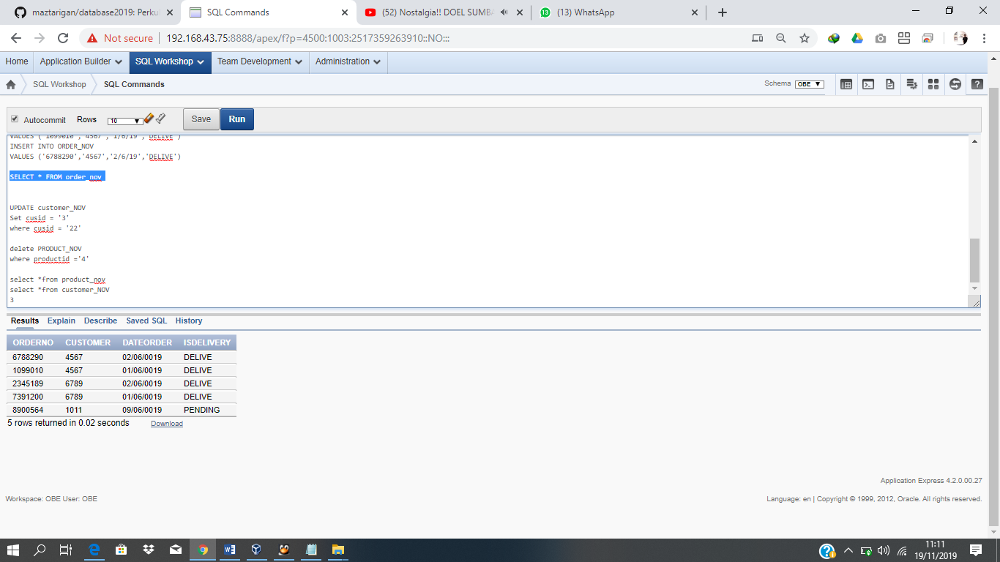 maztarigan/database2019: Perku
SQL Commands
(52) Nostalgia!! DOEL SUMBA
(13) WhatsApp
Not secure 192.168.43.75:8888/apex/f?p=4500:1003:2517359263910::NO:::
Home Application Builder SQL Workshop Team Development Administration
SQL Workshop SQL Commands Schema OBE
Autocommit Rows 10 Save Run
VALUES ('1099010','4567','1/6/19','DELIVE')
INSERT INTO ORDER_NOV
VALUES ('6788290','4567','2/6/19','DELIVE')
SELECT * FROM order_nov
UPDATE customer_NOV
Set cusid = '3'
where cusid = '22'
delete PRODUCT_NOV
where productid ='4'
select *from product_nov
select *from customer_NOV
3
Results Explain Describe Saved SQL History
ORDERNO CUSTOMER DATEORDER ISDELIVERY
6788290 4567 02/06/0019 DELIVE
1099010 4567 01/06/0019 DELIVE
2345189 6789 02/06/0019 DELIVE
7391200 6789 01/06/0019 DELIVE
8900564 1011 09/06/0019 PENDING
5 rows returned in 0.02 seconds Download
Application Express 4.2.0.00.27
Workspace: OBE User: OBE Language: en | Copyright © 1999, 2012, Oracle. All rights reserved.
11:11
19/11/2019